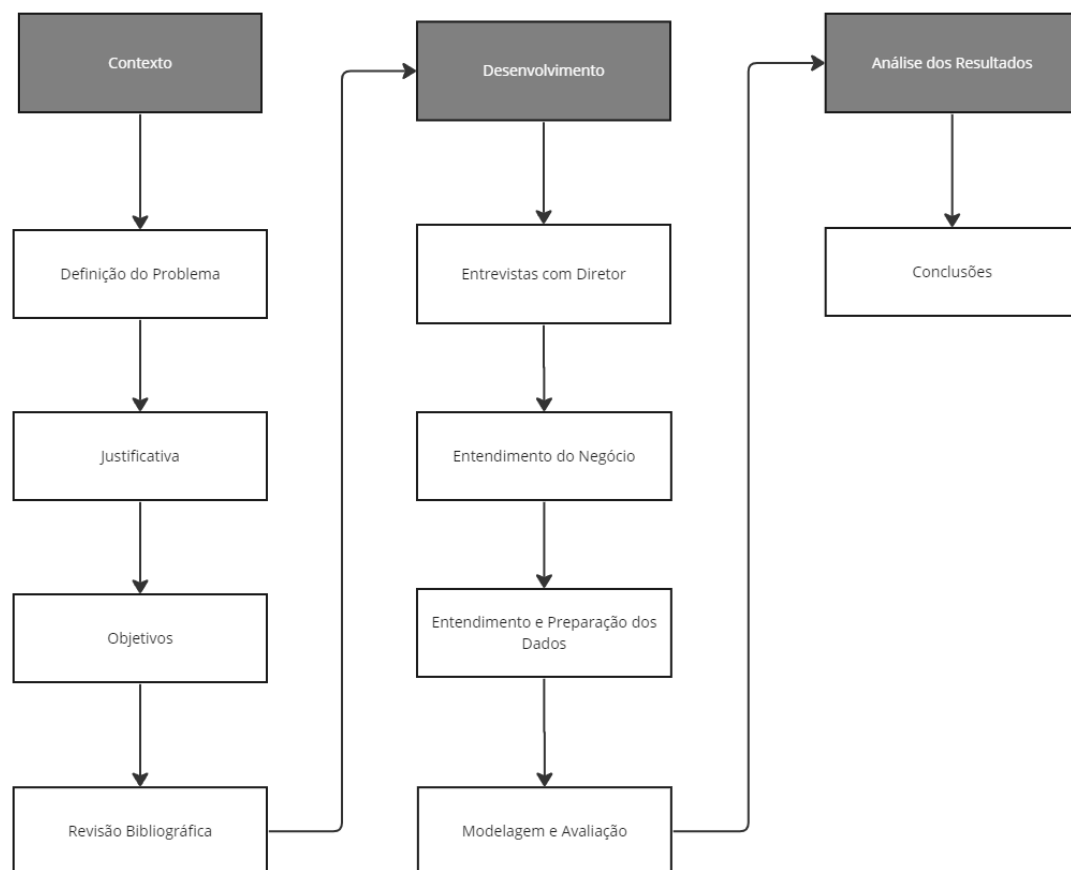 Contexto
Definição do Problema
Justificativa
Objetivos
Revisão Bibliográfica
Desenvolvimento
Entrevistas com Diretor
Entendimento do Negócio
Entendimento e Preparação dos
Dados
Modelagem e Avaliação
Análise dos Resultados
Conclusões